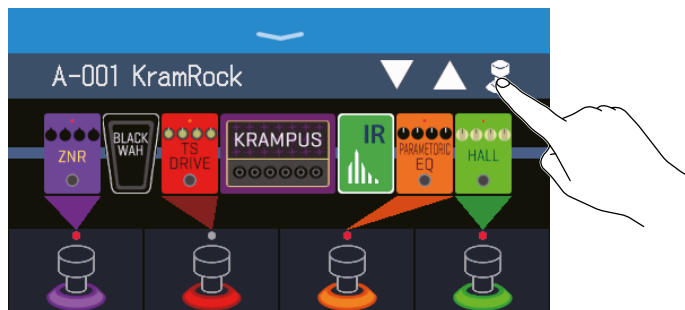 A-001 KramRock
ZNR
BLACK
WAH
TS
DRIVE
KRAMPUS
IR
PARAMETORIC
EQ
HALL